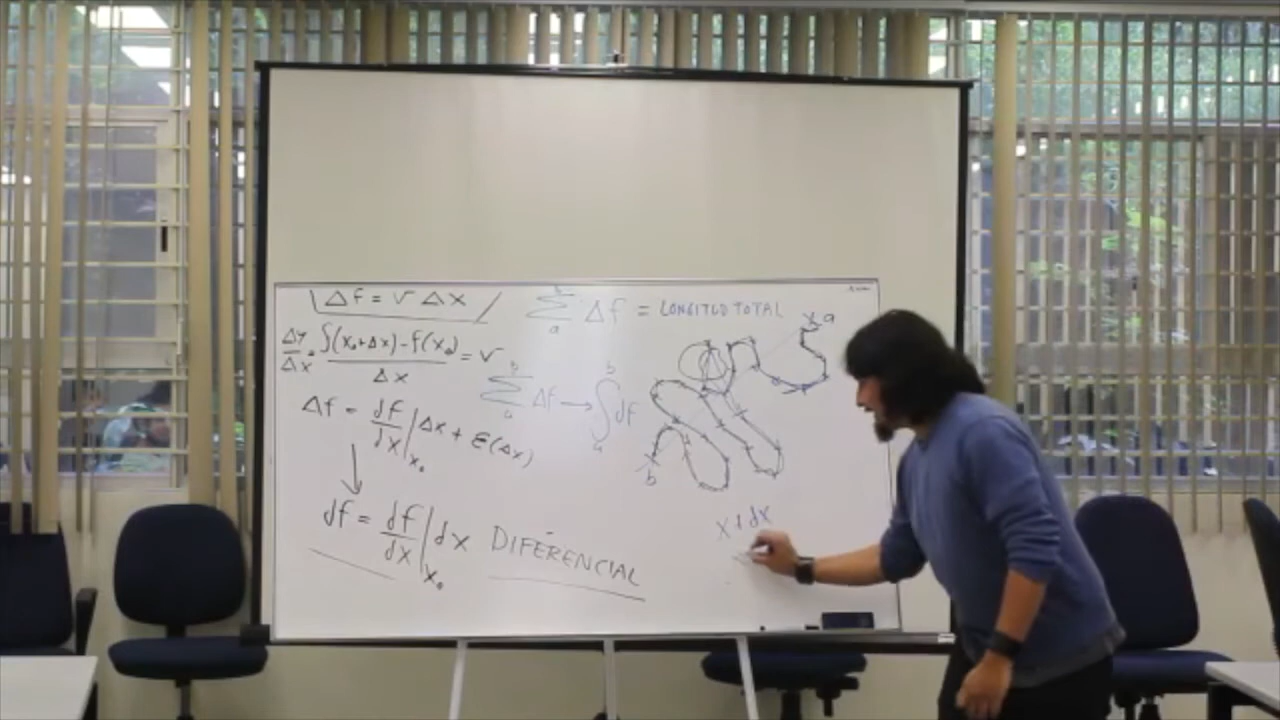 Δf = v Δx
Δy/Δx = f(x₀+Δx) - f(x₀)/Δx = v
Δf = df/dx|x₀ Δx + ε(Δx)
df = df/dx|x₀ dx DIFERENCIAL
b Σ a Δf = LONGITUD TOTAL
b Σ a Δf → b ∫ a df
a
b
x + dx